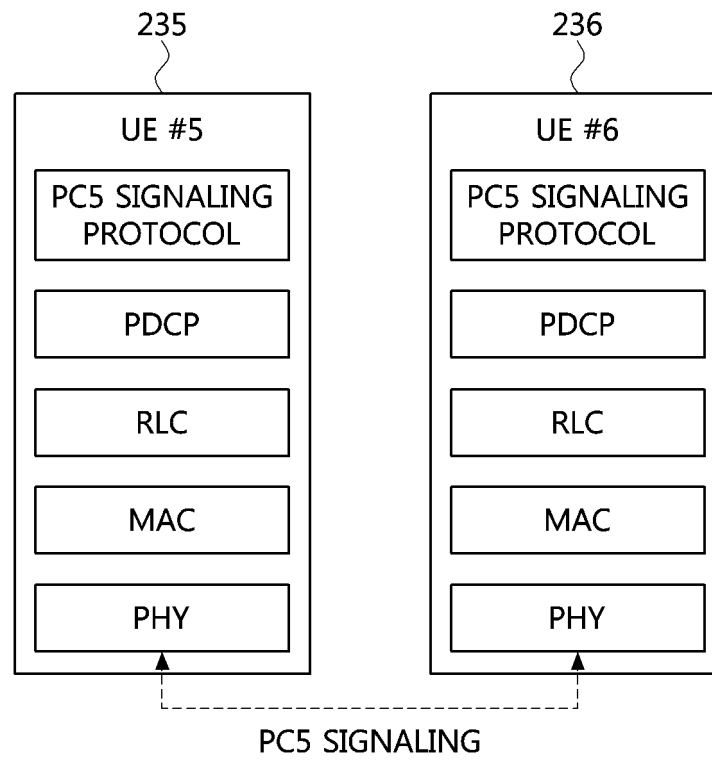 235
236
UE #5
UE #6
PC5 SIGNALING
PROTOCOL
PC5 SIGNALING
PROTOCOL
PDCP
PDCP
RLC
RLC
MAC
MAC
PHY
PHY
PC5 SIGNALING